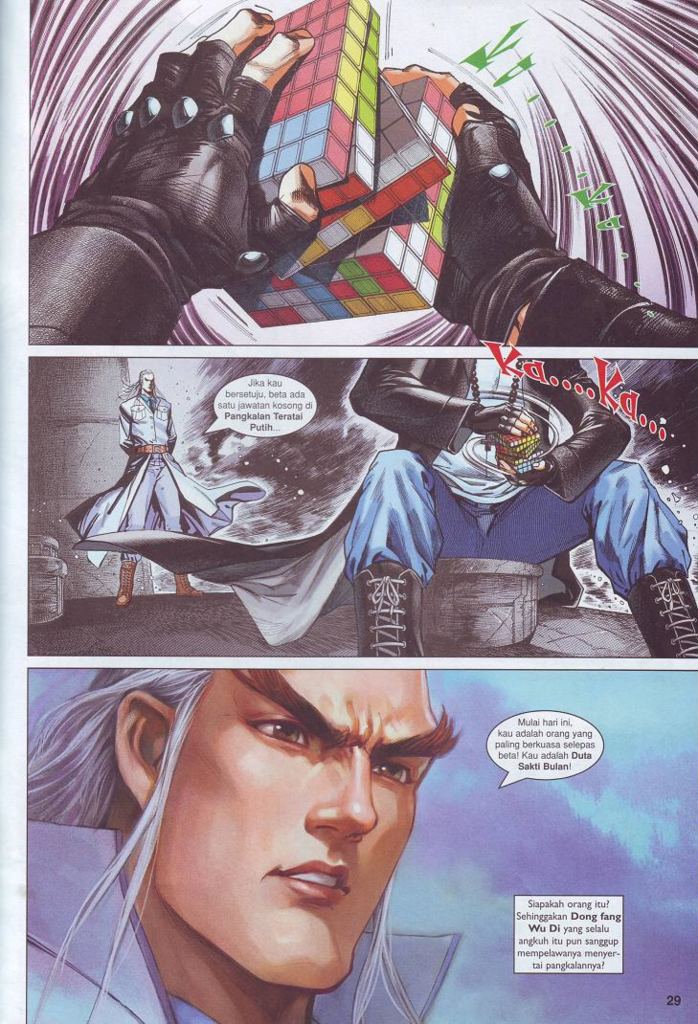 Ka......Ka...
Ka....Ka...
Jika kau
bersetuju, beta ada
satu jawatan kosong di
Pangkalan Teratai
Putih...
Mulai hari ini,
kau adalah orang yang
paling berkuasa selepas
beta! Kau adalah Duta
Sakti Bulan!
Siapakah orang itu?
Sehinggakan Dong fang
Wu Di yang selalu
angkuh itu pun sanggup
mempelawanya menyer-
tai pangkalannya?
29